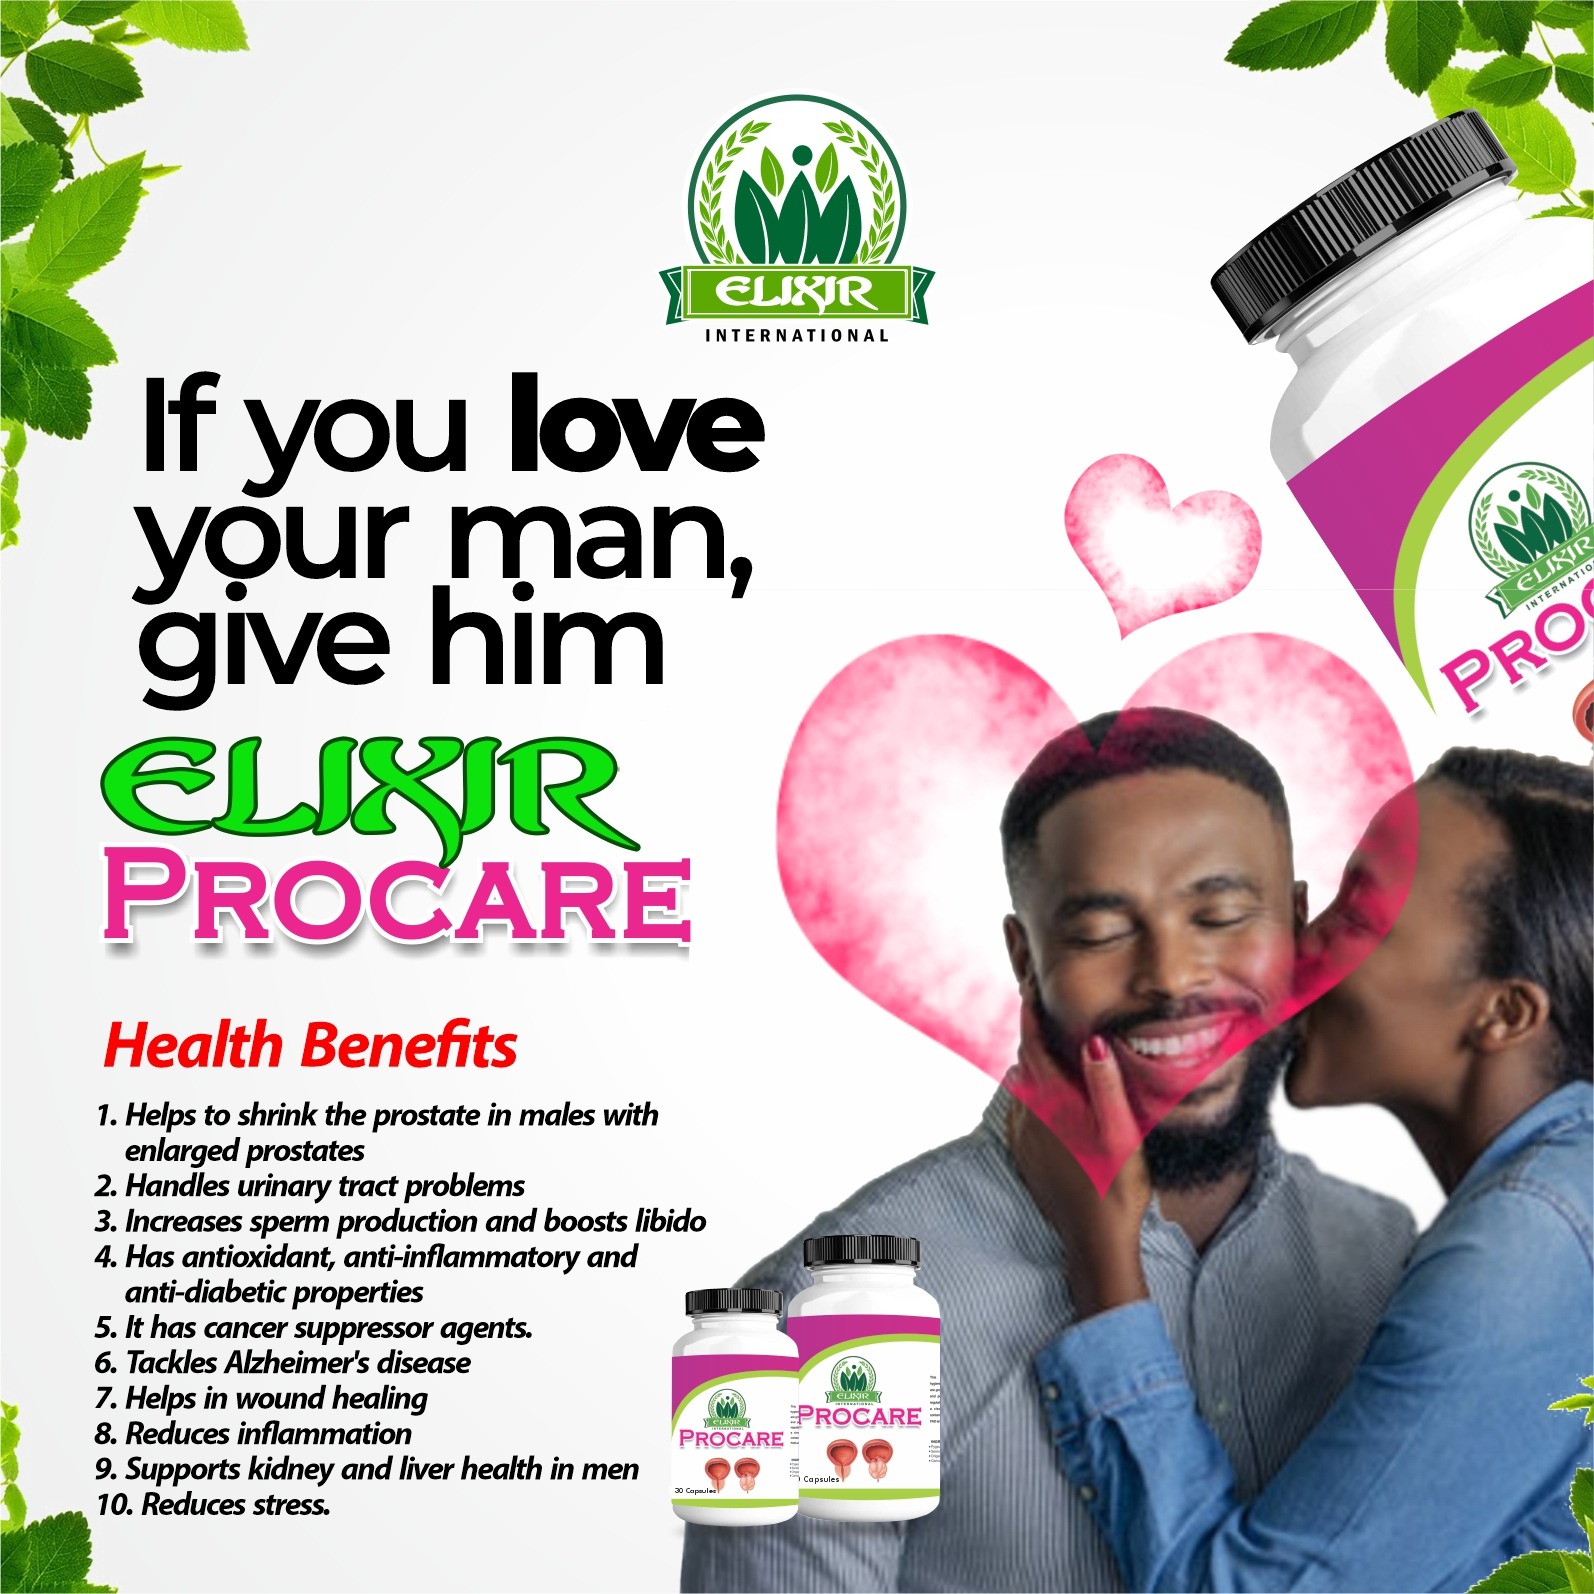 ELIXIR
INTERNATIONAL
If you love
your man,
give him
ELIXIR
PROCARE
Health Benefits
1. Helps to shrink the prostate in males with
enlarged prostates
2. Handles urinary tract problems
3. Increases sperm production and boosts libido
4. Has antioxidant, anti-inflammatory and
anti-diabetic properties
5. It has cancer suppressor agents.
6. Tackles Alzheimer's disease
7. Helps in wound healing
8. Reduces inflammation
9. Supports kidney and liver health in men
10. Reduces stress.
ELIXIR
INTERNATIO
PROC
ELIXIR
INTERNATIONAL
PROCARE
30 Capsules
ELIXIR
INTERNATIONAL
PROCARE
Capsules